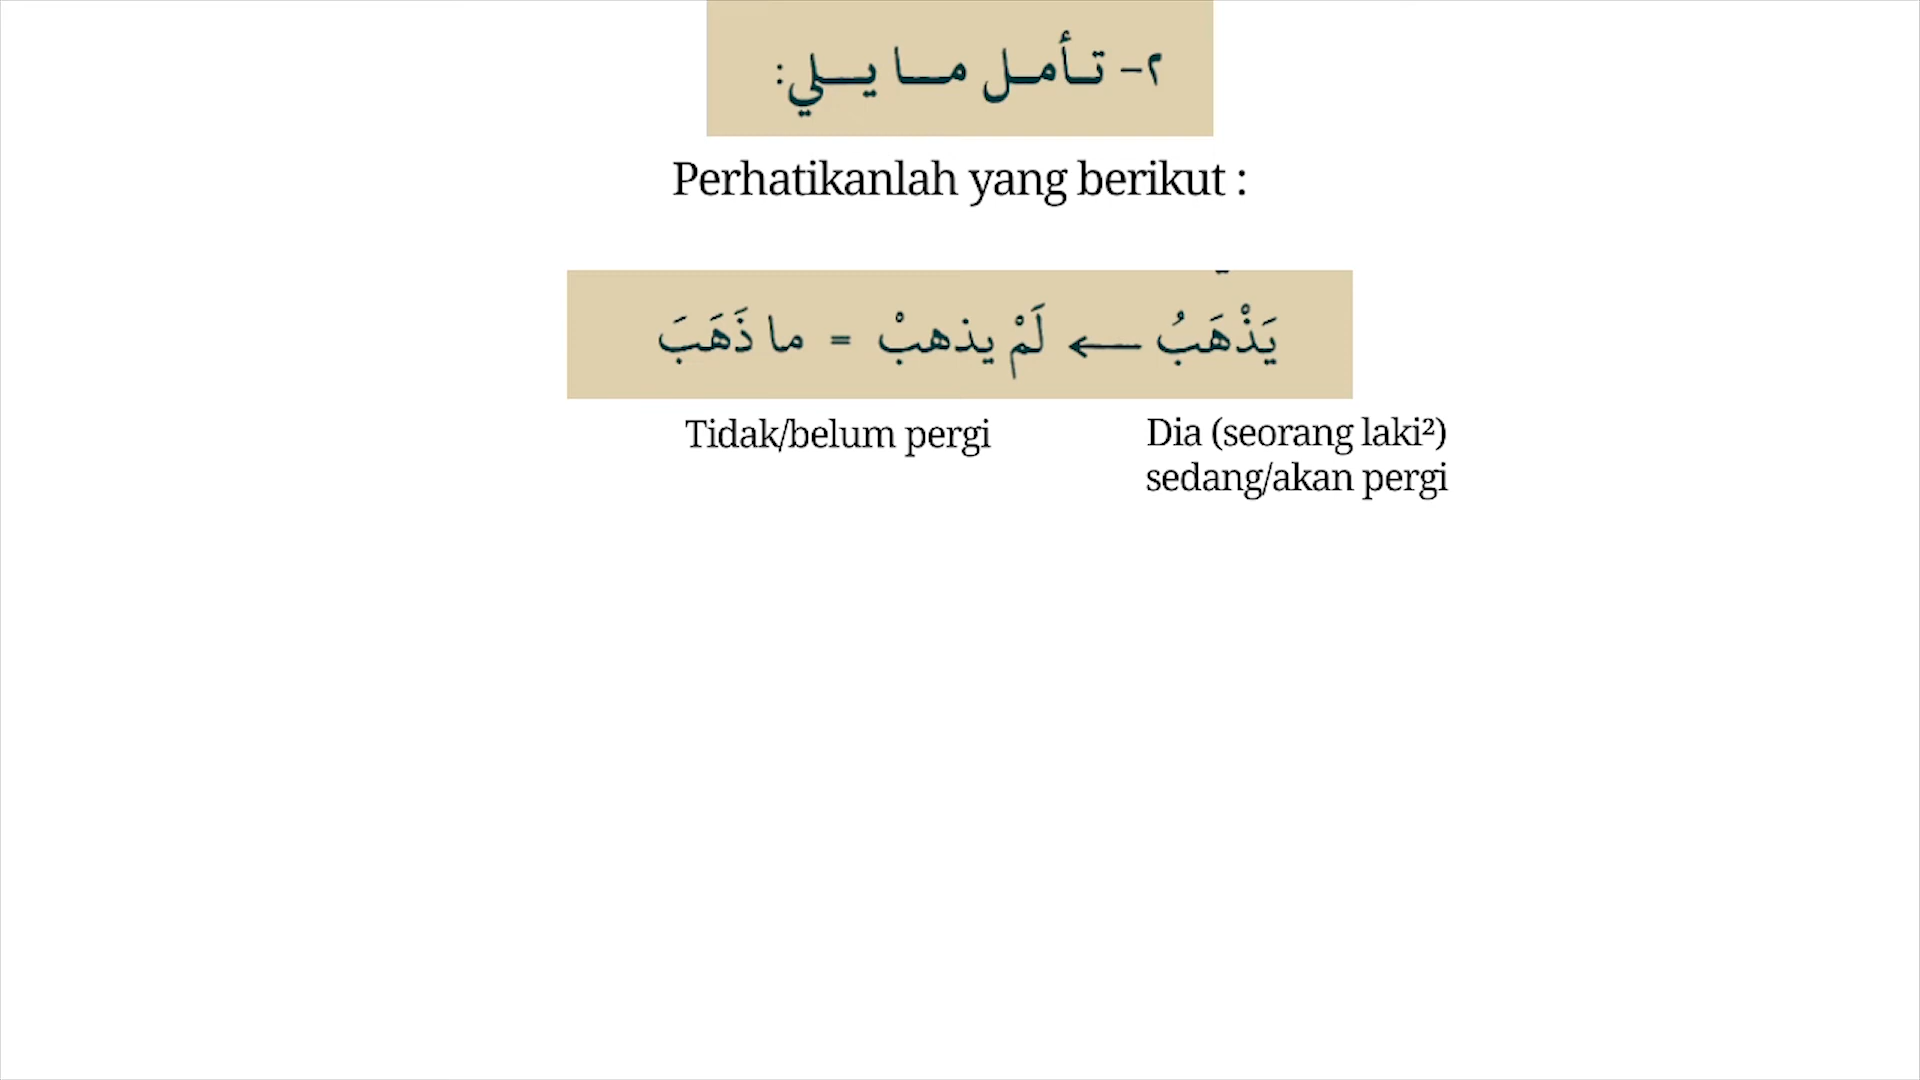 ٢- تأمل ما يلي:
Perhatikanlah yang berikut :
يَذْهَبُ ← لَمْ يذهبْ = ما ذَهَبَ
Tidak/belum pergi
Dia (seorang laki²)
sedang/akan pergi